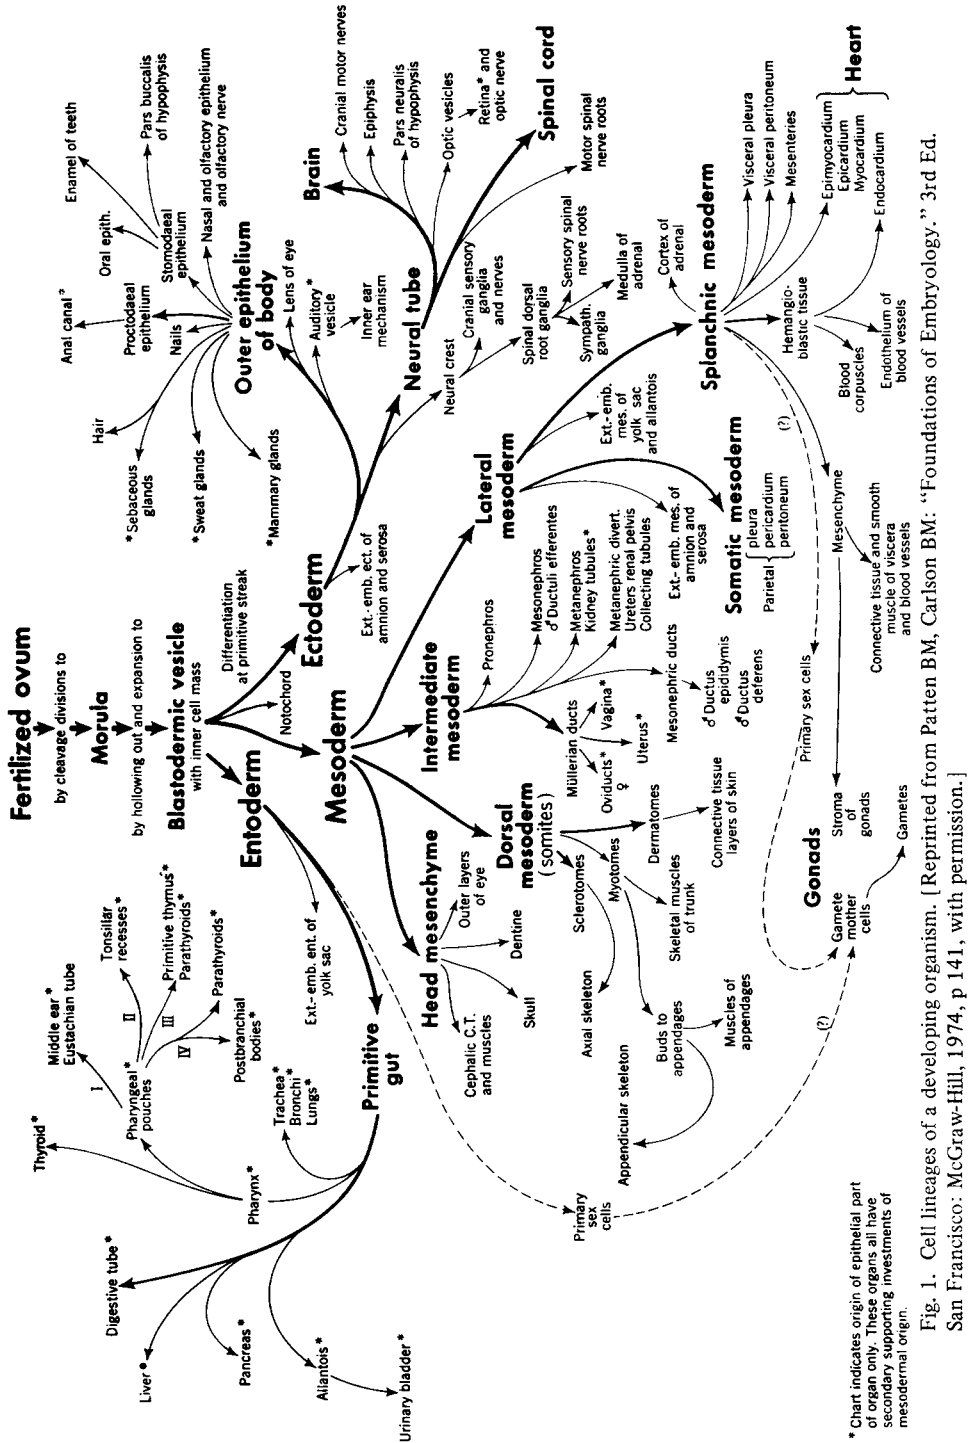 Fertilized ovum
by cleavage divisions to
Morula
by hollowing out and expansion to
Blastodermic vesicle
with inner cell mass
Differentiation
at primitive streak
Notochord
Entoderm
Mesoderm
Ectoderm
Ext.-emb. ent. of
yolk sac
Primitive
gut
Trachea*
Bronchi*
Lungs*
Pharynx*
Thyroid*
Pharyngeal*
pouches
I
Middle ear*
Eustachian tube
II
Tonsillar
recesses*
III
Primitive thymus*
Parathyroids*
IV
Parathyroids*
Postbranchial
bodies*
Digestive tube*
Liver*
Pancreas*
Allantois*
Urinary bladder*
Primary
sex
cells
(?)
Head mesenchyme
Cephalic C.T.
and muscles
Skull
Dentine
Outer layers
of eye
Dorsal
mesoderm
(somites)
Sclerotomes
Axial skeleton
Myotomes
Skeletal muscles
of trunk
Buds to
appendages
Appendicular skeleton
Muscles of
appendages
Dermatomes
Connective tissue
layers of skin
Intermediate
mesoderm
Pronephros
Mesonephros
♂ Ductuli efferentes
Metanephros
Kidney tubules*
Metanephric divert.
Ureters renal pelvis
Collecting tubules
Mesonephric ducts
♂ Ductus
epididymis
♂ Ductus
deferens
Müllerian ducts
Vagina*
Uterus*
Oviducts*
♀
Lateral
mesoderm
Ext.-emb.
mes. of
yolk sac
and allantois
Ext.-emb. mes. of
amnion and
serosa
Somatic mesoderm
Parietal { pleura
pericardium
peritoneum
Splanchnic mesoderm
Cortex of
adrenal
Visceral pleura
Visceral peritoneum
Mesenteries
Epimyocardium
Epicardium
Myocardium
Heart
Endocardium
Hemangio-
blastic tissue
Blood
corpuscles
Endothelium of
blood vessels
Mesenchyme
Connective tissue and smooth
muscle of viscera
and blood vessels
(?)
Primary sex cells
Gonads
Stroma
of
gonads
Gamete
mother
cells
Gametes
Ext.-emb. ect. of
amnion and serosa
Outer epithelium
of body
*Mammary glands
*Sweat glands
*Sebaceous
glands
Hair
Nails
Proctodaeal
epithelium
Anal canal*
Stomodaeal
epithelium
Oral epith.
Enamel of teeth
Pars bucalis
of hypophysis
Nasal and olfactory epithelium
and olfactory nerve
Lens of eye
Auditory*
vesicle
Inner ear
mechanism
Neural tube
Brain
Cranial motor nerves
Epiphysis
Pars neuralis
of hypophysis
Optic vesicles
Retina* and
optic nerve
Spinal cord
Motor spinal
nerve roots
Neural crest
Cranial sensory
ganglia
and nerves
Spinal dorsal
root ganglia
Sensory spinal
nerve roots
Sympath.
ganglia
Medulla of
adrenal
* Chart indicates origin of epithelial part
of organ only. These organs all have
secondary supporting investments of
mesodermal origin.
Fig. 1. Cell lineages of a developing organism. [Reprinted from Patten BM, Carlson BM: “Foundations of Embryology.” 3rd Ed.
San Francisco: McGraw-Hill, 1974, p 141, with permission.]